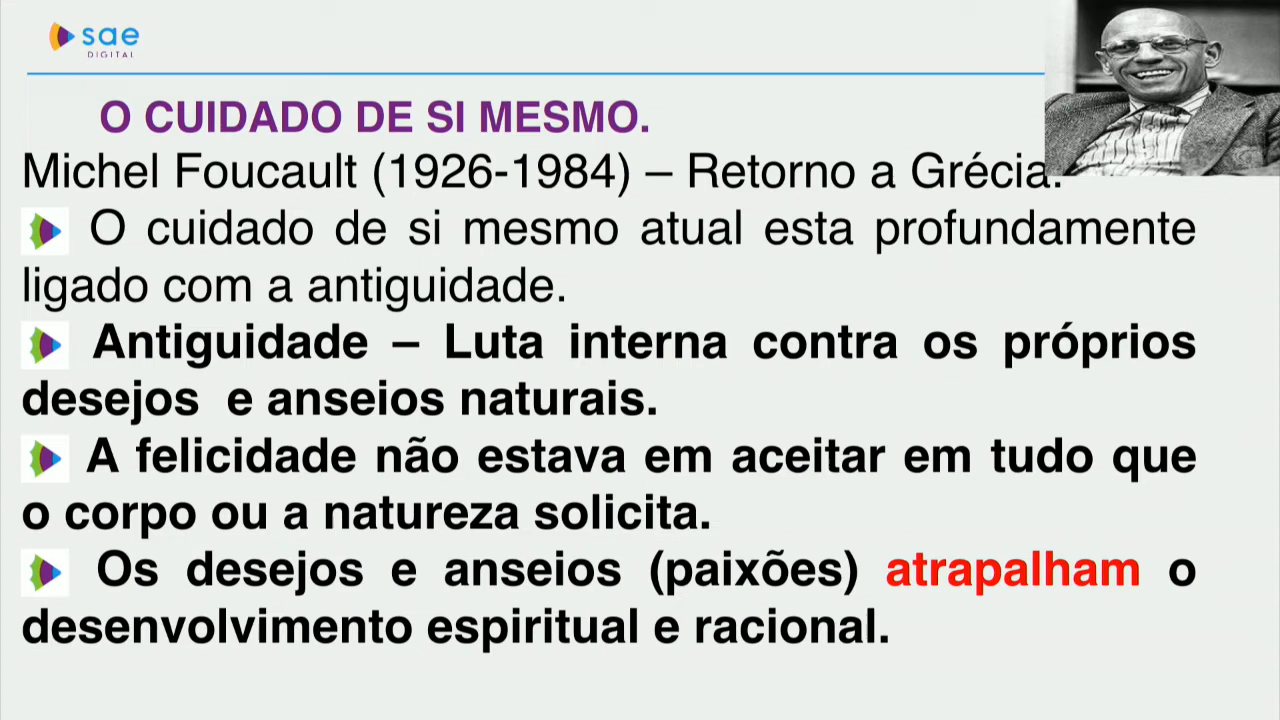 sae
DIGITAL
O CUIDADO DE SI MESMO.
Michel Foucault (1926-1984) – Retorno a Grécia.
O cuidado de si mesmo atual esta profundamente
ligado com a antiguidade.
Antiguidade – Luta interna contra os próprios
desejos e anseios naturais.
A felicidade não estava em aceitar em tudo que
o corpo ou a natureza solicita.
Os desejos e anseios (paixões) atrapalham o
desenvolvimento espiritual e racional.